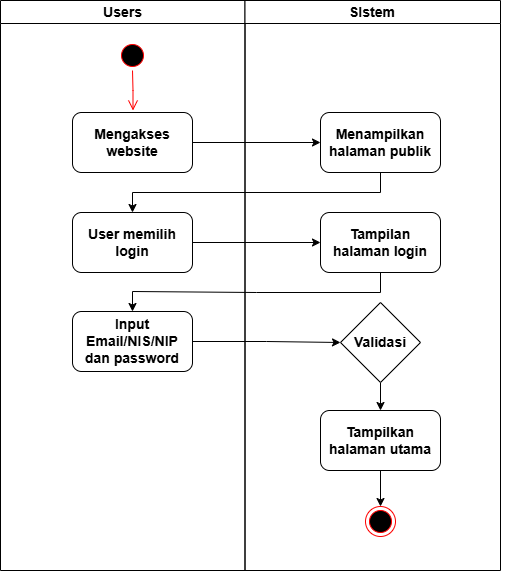 Users
Sistem
Mengakses
website
Menampilkan
halaman publik
User memilih
login
Tampilan
halaman login
Input
Email/NIS/NIP
dan password
Validasi
Tampilkan
halaman utama